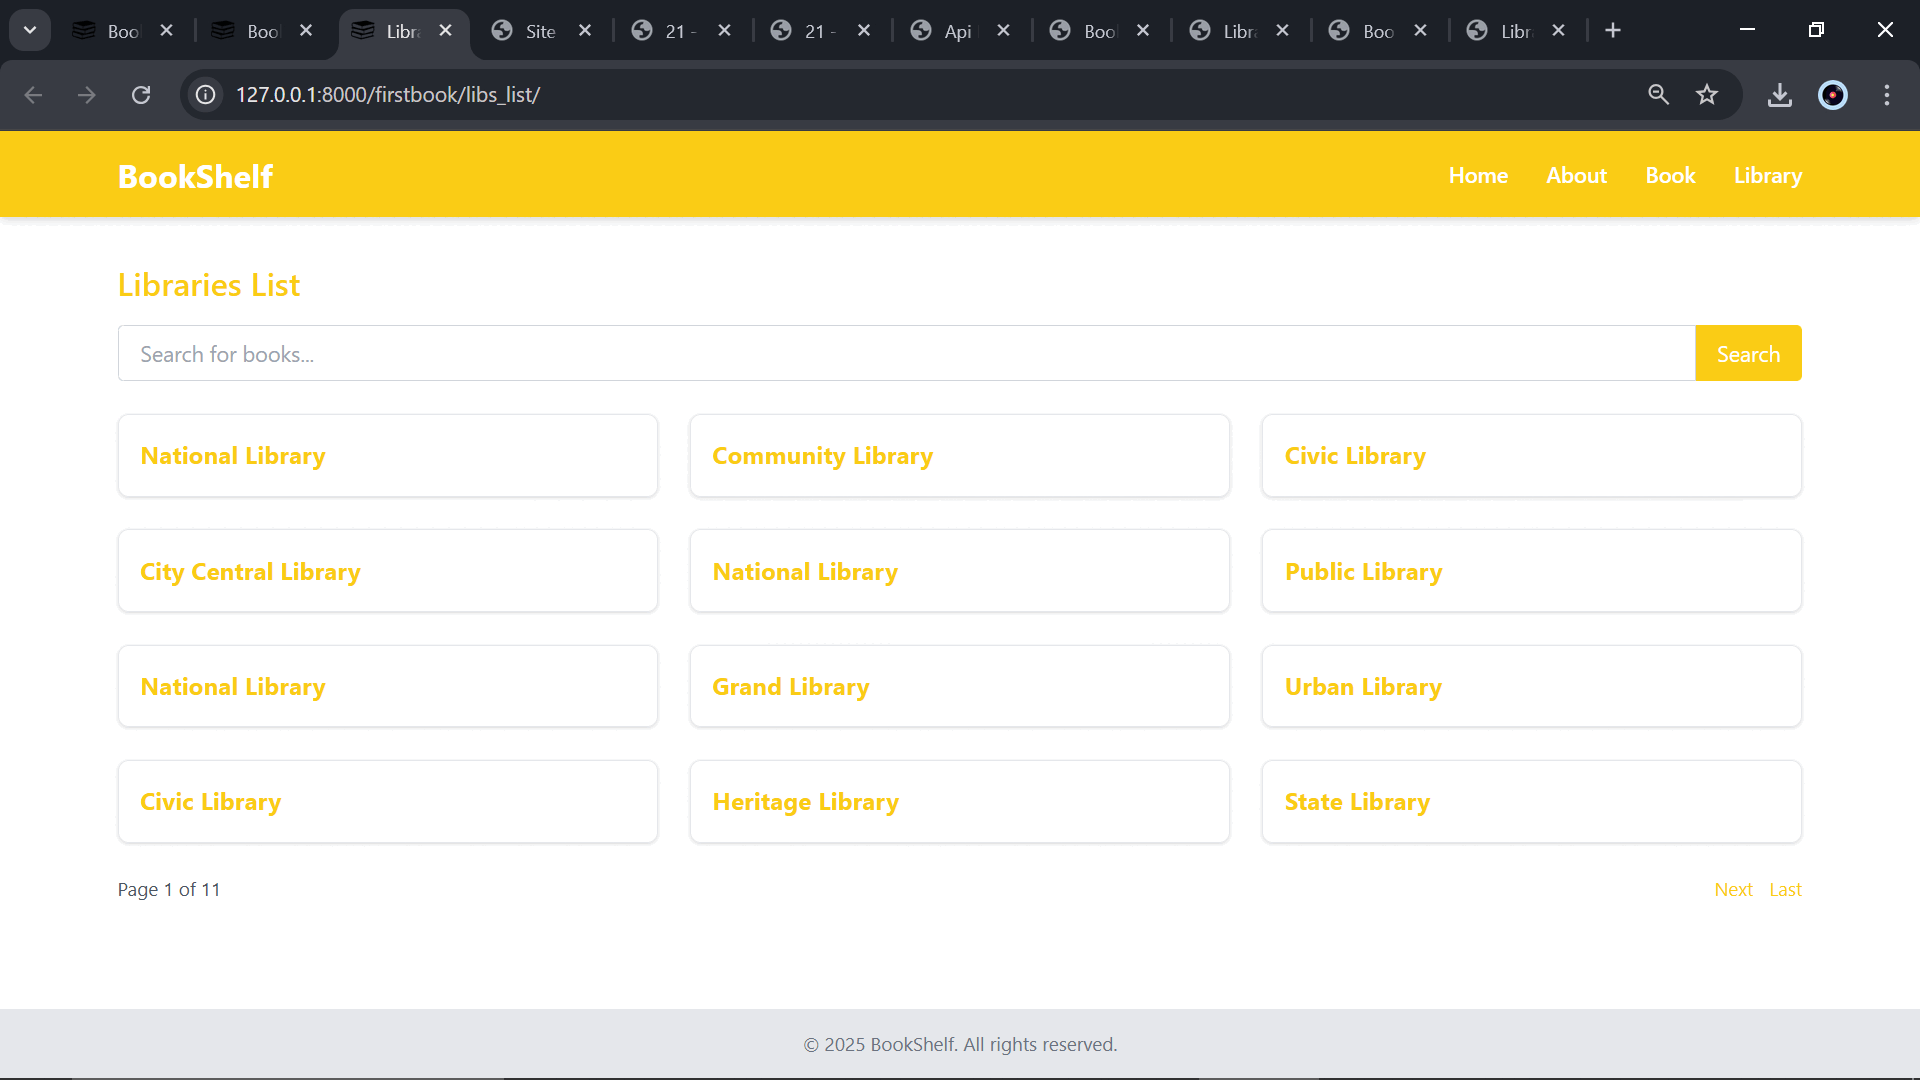 Boo Boo Libr Site 21 - 21 - Api Boo Libr Boo Libr
127.0.0.1:8000/firstbook/libs_list/
BookShelf Home About Book Library
Libraries List
Search for books... Search
National Library Community Library Civic Library
City Central Library National Library Public Library
National Library Grand Library Urban Library
Civic Library Heritage Library State Library
Page 1 of 11 Next Last
© 2025 BookShelf. All rights reserved.